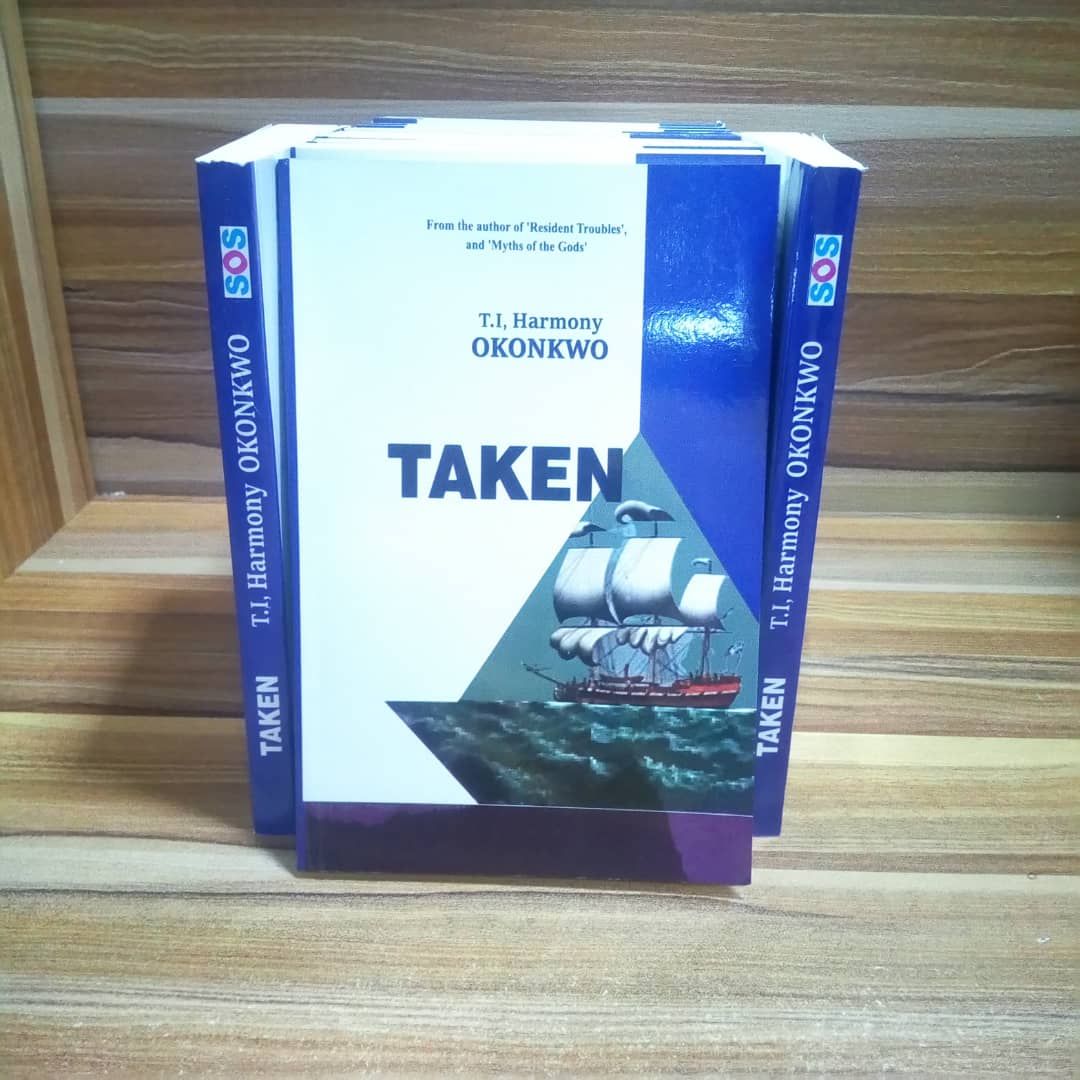 From the author of 'Resident Troubles',
and 'Myths of the Gods'
T.I, Harmony
OKONKWO
TAKEN
TAKEN T.I, Harmony OKONKWO SOS
TAKEN T.I, Harmony OKONKWO SOS